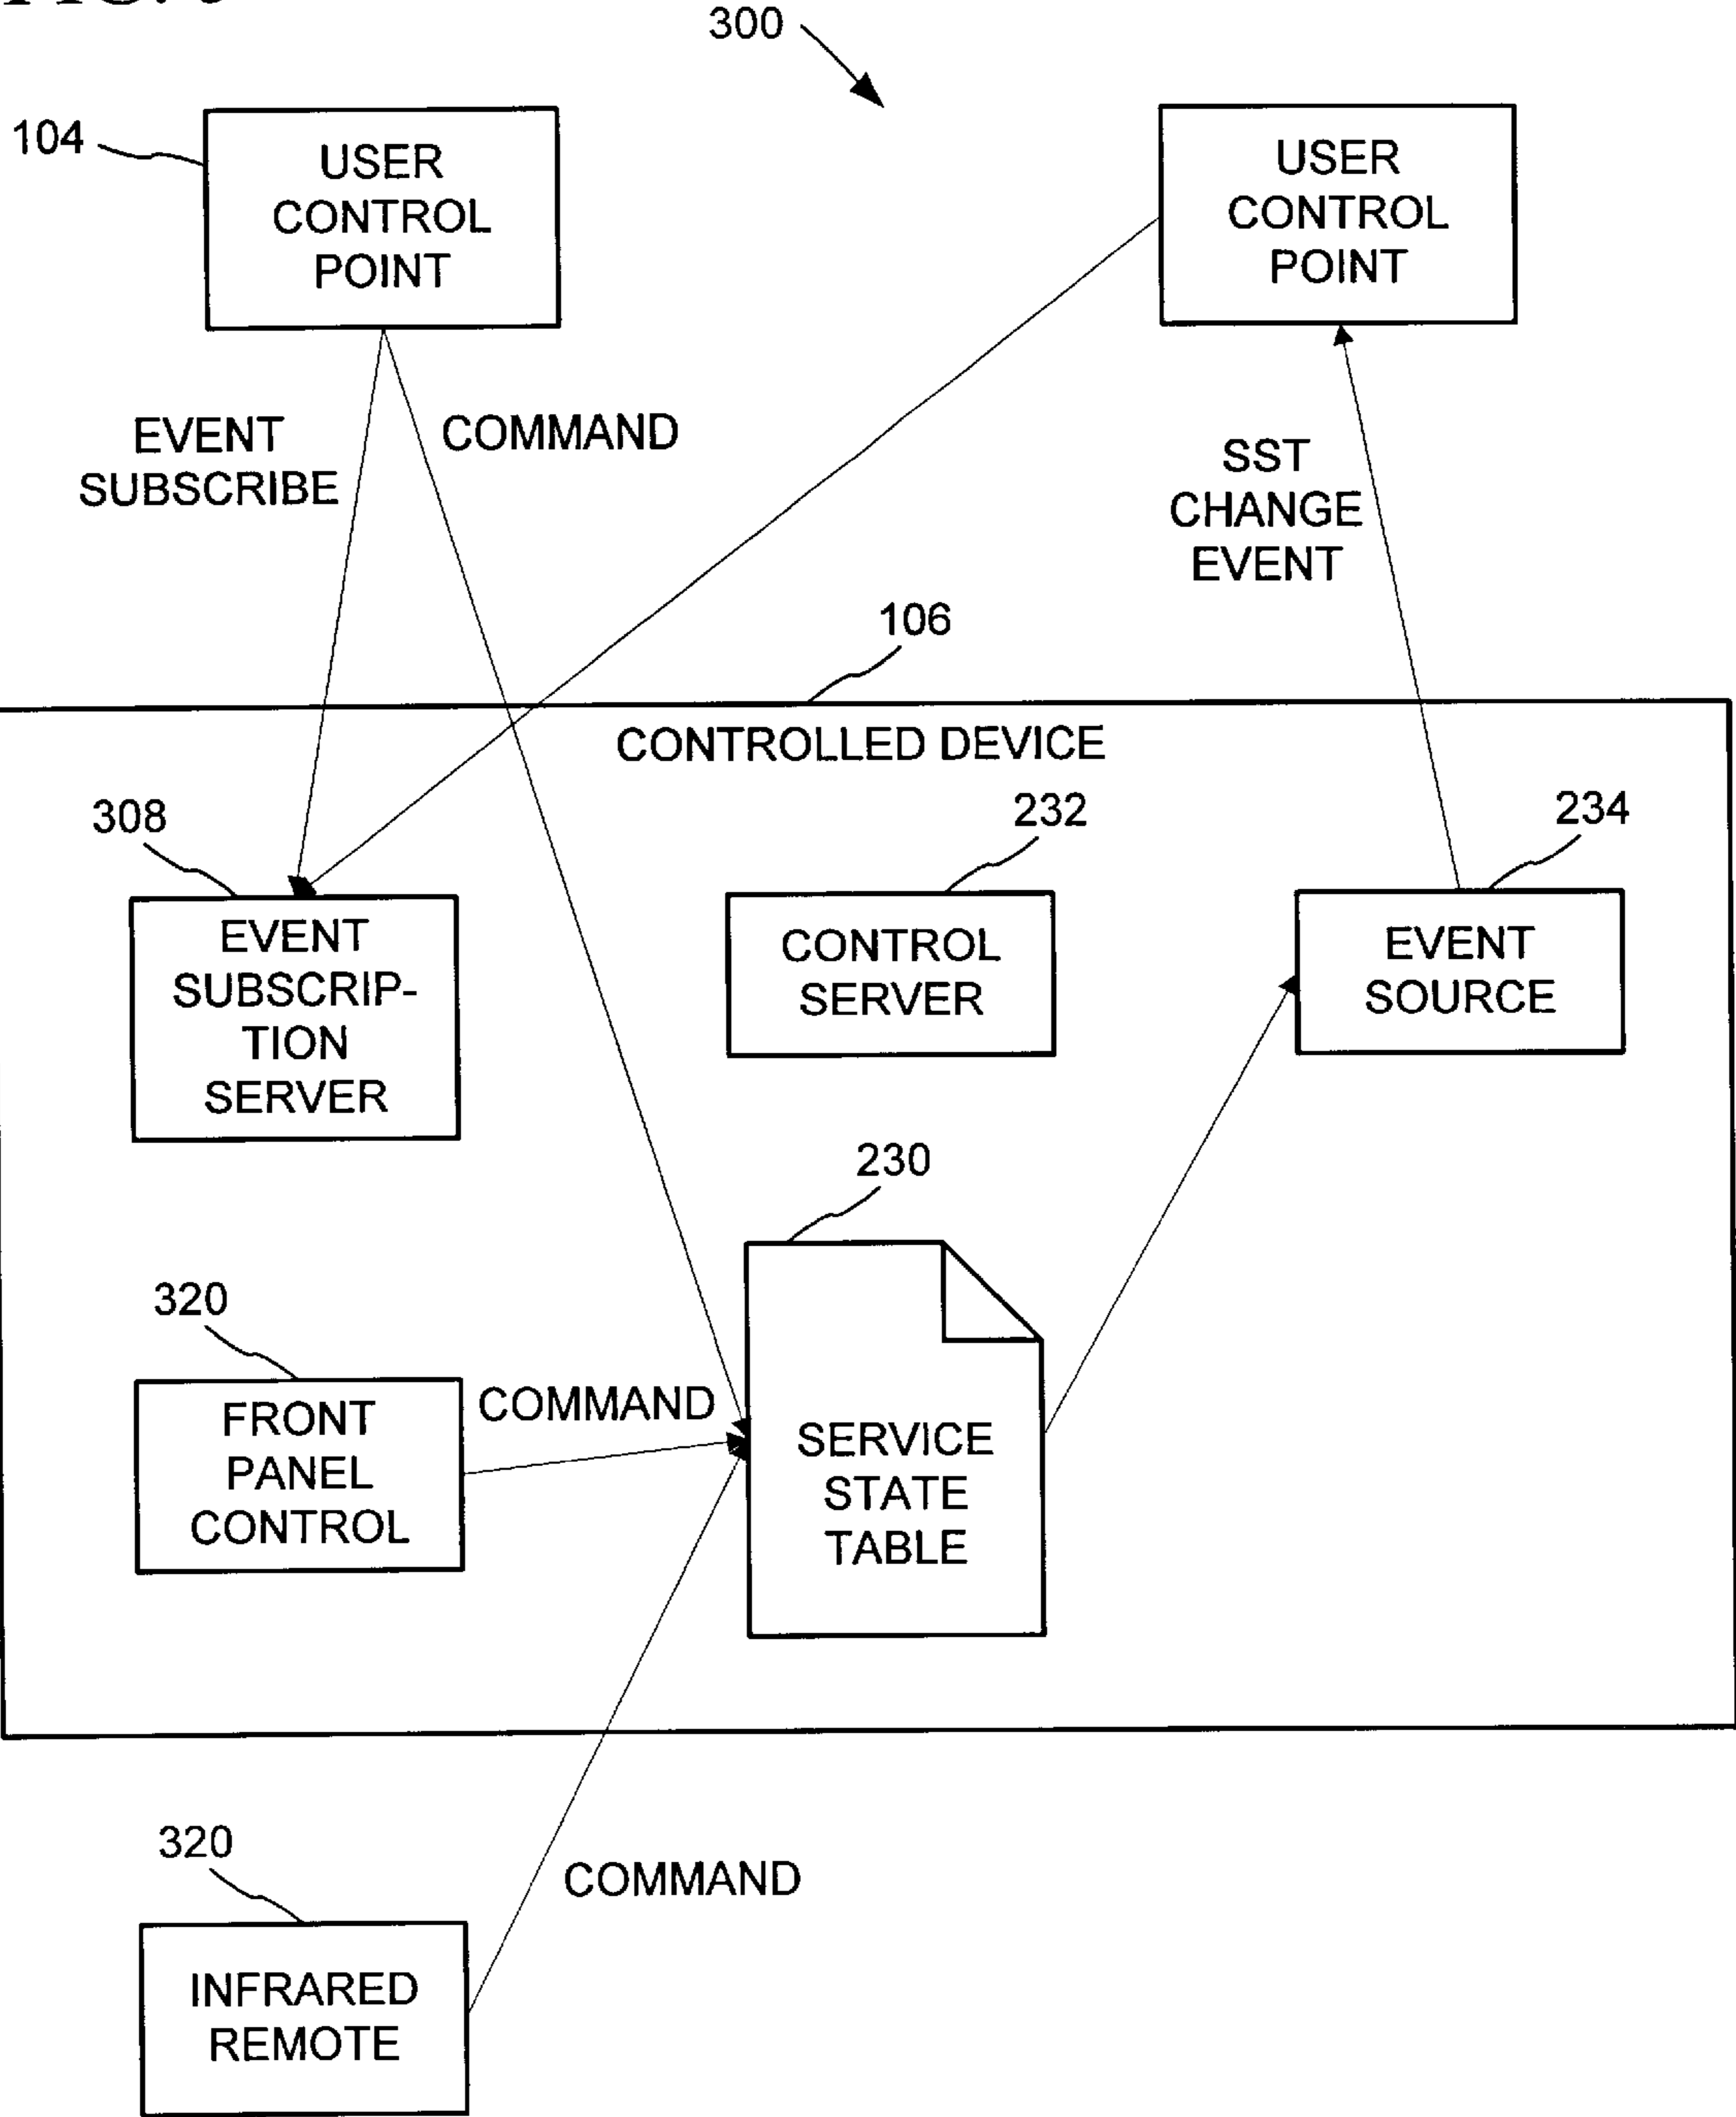 300
104
USER
CONTROL
POINT
USER
CONTROL
POINT
EVENT
SUBSCRIBE
COMMAND
SST
CHANGE
EVENT
106
CONTROLLED DEVICE
308
232
234
EVENT
SUBSCRIP-
TION
SERVER
CONTROL
SERVER
EVENT
SOURCE
230
320
FRONT
PANEL
CONTROL
COMMAND
SERVICE
STATE
TABLE
320
COMMAND
INFRARED
REMOTE